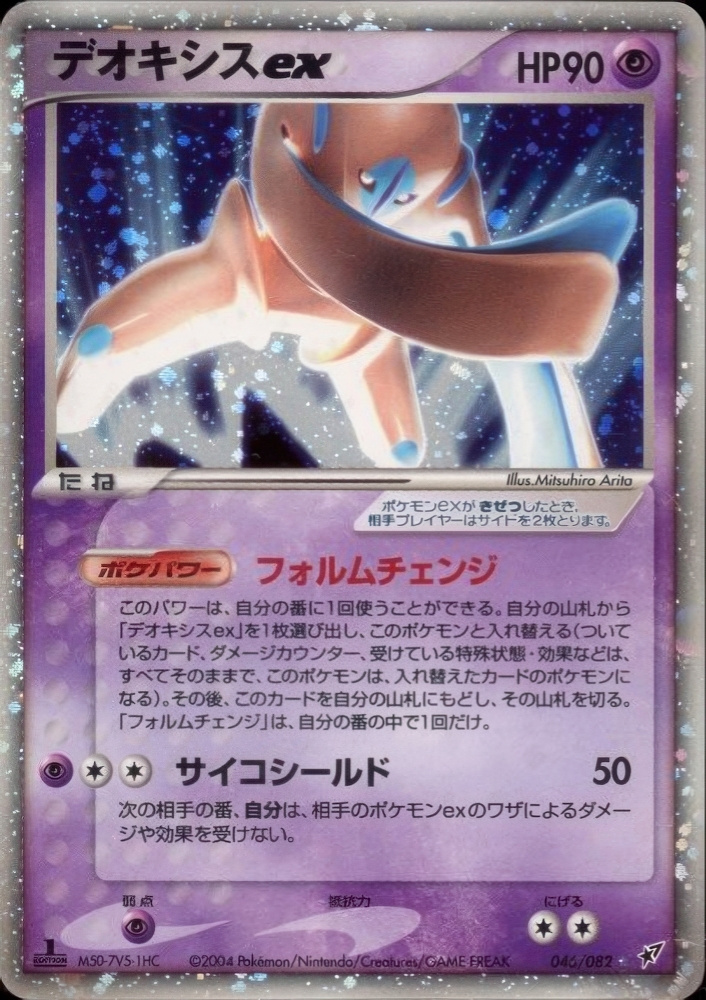 デオキシスex
HP90
たね
Illus.Mitsuhiro Arita
ポケモンexがきぜつしたとき、
相手プレイヤーはサイドを2枚とります。
ポケパワー フォルムチェンジ
このパワーは、自分の番に1回使うことができる。自分の山札から
「デオキシスex」を1枚選び出し、このポケモンと入れ替える(ついて
いるカード、ダメージカウンター、受けている特殊状態・効果などは、
すべてそのままで、このポケモンは、入れ替えたカードのポケモンに
なる)。その後、このカードを自分の山札にもどし、その山札を切る。
「フォルムチェンジ」は、自分の番の中で1回だけ。
サイコシールド 50
次の相手の番、自分は、相手のポケモンexのワザによるダメー
ジや効果を受けない。
弱点 抵抗力 にげる
1
EDITION
M50-7V5-1HC ©2004 Pokémon/Nintendo/Creatures/GAME FREAK 046/082